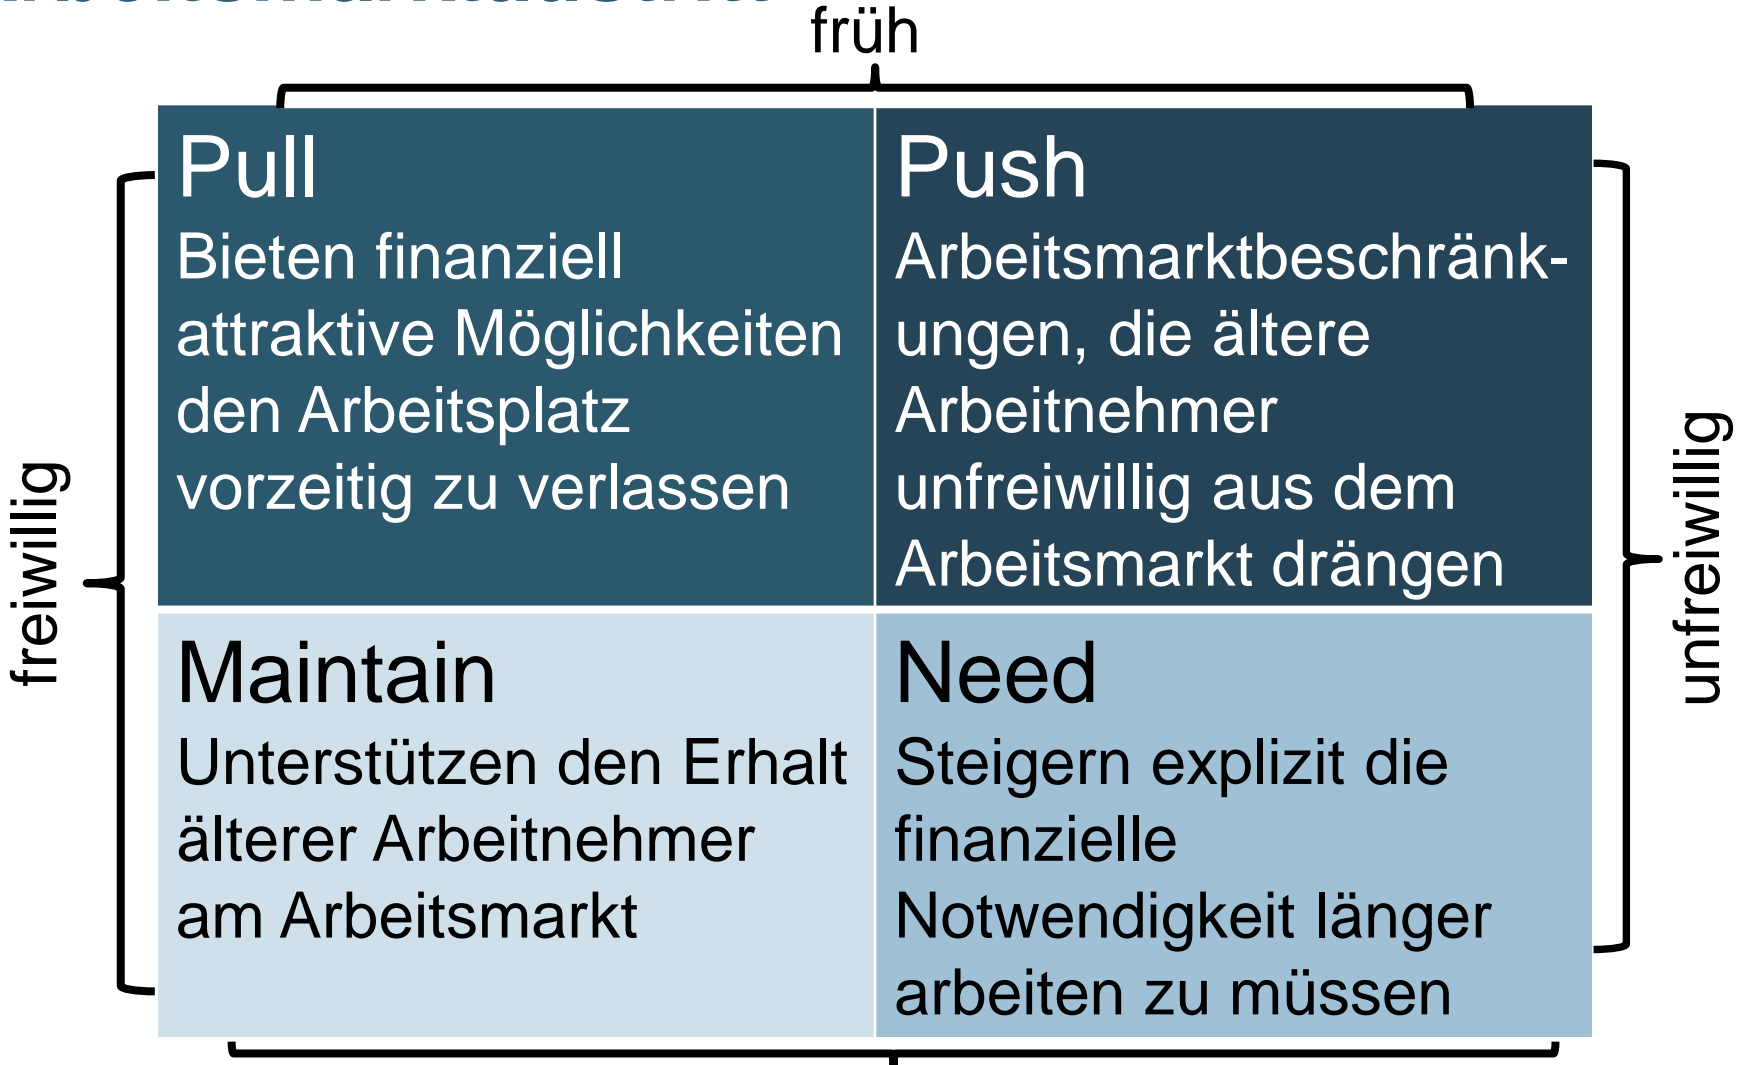 früh
Pull
Bieten finanziell
attraktive Möglichkeiten
den Arbeitsplatz
vorzeitig zu verlassen
Push
Arbeitsmarktbeschränk-
ungen, die ältere
Arbeitnehmer
unfreiwillig aus dem
Arbeitsmarkt drängen
freiwillig
unfreiwillig
Maintain
Unterstützen den Erhalt
älterer Arbeitnehmer
am Arbeitsmarkt
Need
Steigern explizit die
finanzielle
Notwendigkeit länger
arbeiten zu müssen